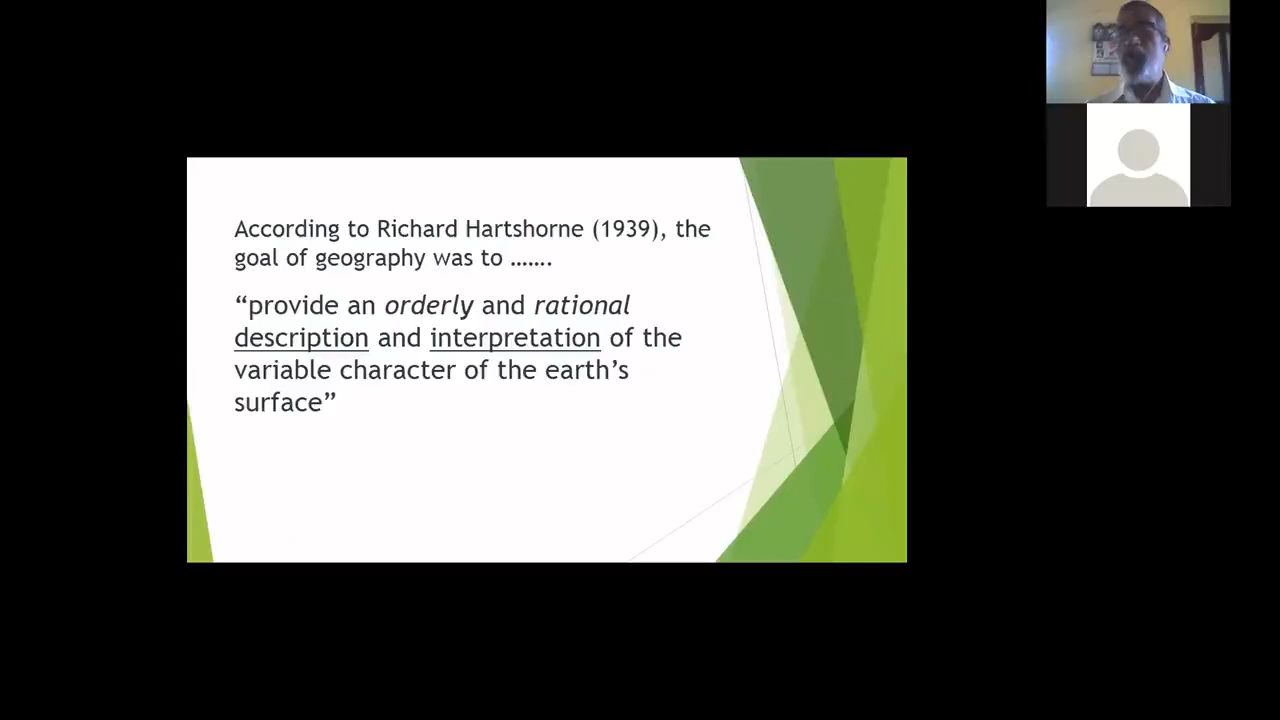 According to Richard Hartshorne (1939), the
goal of geography was to …….
“provide an orderly and rational
description and interpretation of the
variable character of the earth’s
surface”